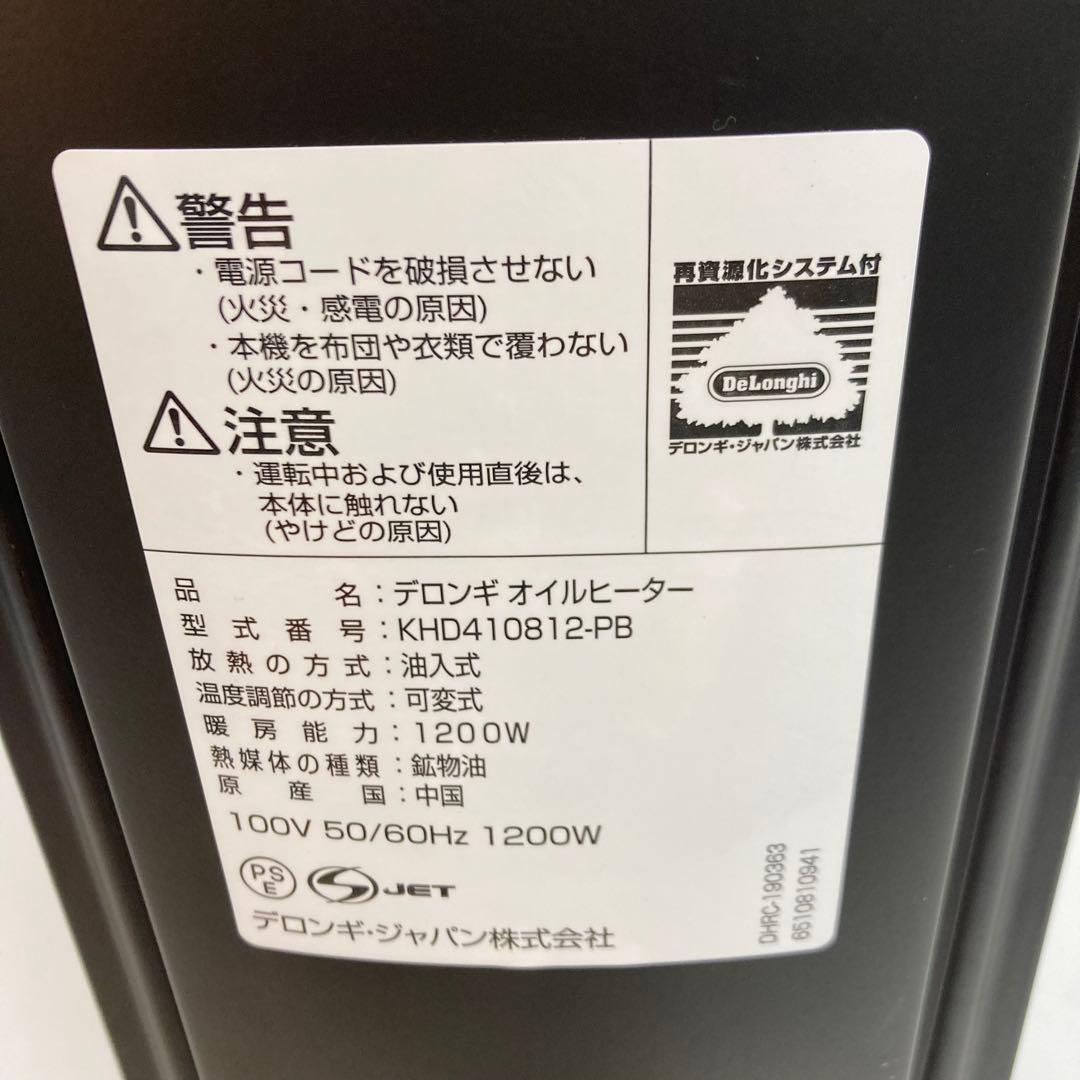 警告
・電源コードを破損させない
(火災・感電の原因)
・本機を布団や衣類で覆わない
(火災の原因)
注意
・運転中および使用直後は、
本体に触れない
(やけどの原因)
再資源化システム付
DeLonghi
デロンギ・ジャパン株式会社
品名：デロンギ オイルヒーター
型式番号：KHD410812-PB
放熱の方式：油入式
温度調節の方式：可変式
暖房能力：1200W
熱媒体の種類：鉱物油
原産国：中国
100V 50/60Hz 1200W
PSE
JET
デロンギ・ジャパン株式会社
DHRC-190363
6510810941